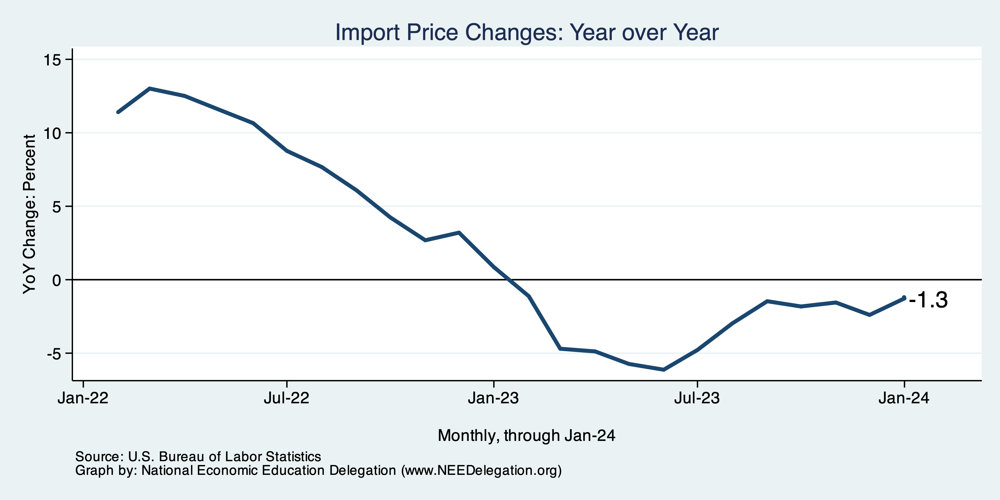 Import Price Changes: Year over Year
YoY Change: Percent
15
10
5
0
-5
-1.3
Jan-22
Jul-22
Jan-23
Jul-23
Jan-24
Monthly, through Jan-24
Source: U.S. Bureau of Labor Statistics
Graph by: National Economic Education Delegation (www.NEEDelegation.org)